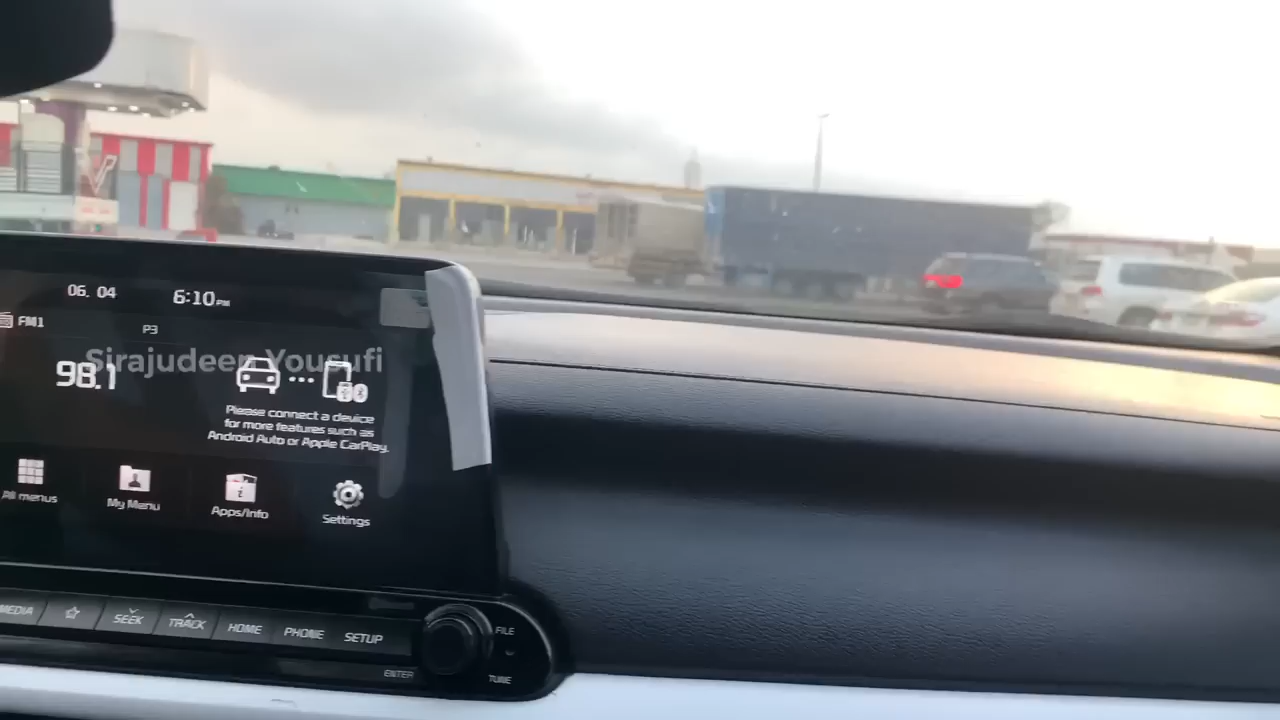 06. 04 6:10PM
FM1 P3
Sirajudeen Yousufi
98.1
Please connect a device
for more features such as
Android Auto or Apple CarPlay.
All menus My Menu Apps/Info Settings
MEDIA SEEK TRACK HOME PHONE SETUP
FILE
ENTER
TUNE